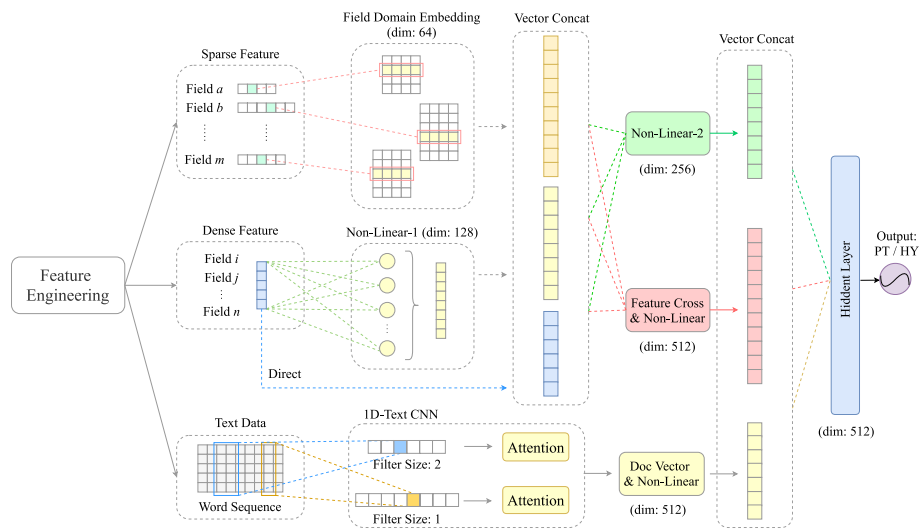 Field Domain Embedding
(dim: 64)
Vector Concat
Vector Concat
Sparse Feature
Field a
Field b
Field m
Non-Linear-2
(dim: 256)
Dense Feature
Non-Linear-1 (dim: 128)
Field i
Field j
Field n
Feature
Engineering
Feature Cross
& Non-Linear
(dim: 512)
Hiddent Layer
(dim: 512)
Output:
PT / HY
Direct
Text Data
1D-Text CNN
Filter Size: 2
Attention
Filter Size: 1
Attention
Word Sequence
Doc Vector
& Non-Linear
(dim: 512)